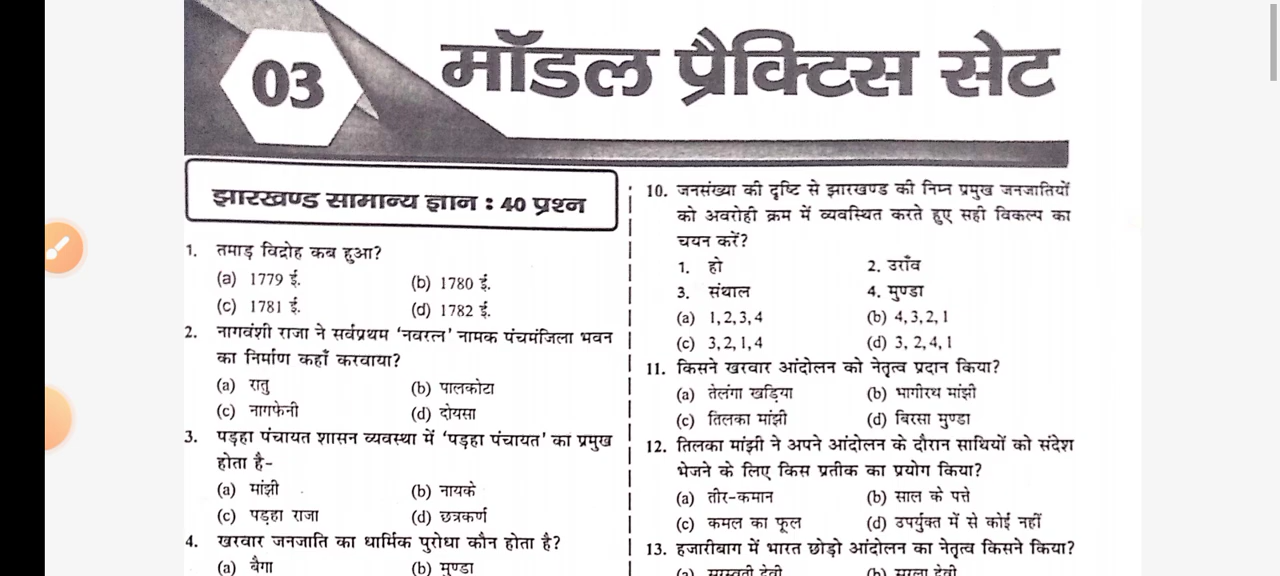 03
मॉडल प्रैक्टिस सेट
झारखण्ड सामान्य ज्ञान : 40 प्रश्न
1. तमाड़ विद्रोह कब हुआ?
(a) 1779 ई. (b) 1780 ई.
(c) 1781 ई. (d) 1782 ई.
2. नागवंशी राजा ने सर्वप्रथम ‘नवरत्न’ नामक पंचमंजिला भवन
का निर्माण कहाँ करवाया?
(a) रातु (b) पालकोटा
(c) नागफेनी (d) दोयसा
3. पड़हा पंचायत शासन व्यवस्था में ‘पड़हा पंचायत’ का प्रमुख
होता है-
(a) मांझी (b) नायके
(c) पड़हा राजा (d) छत्रकर्ण
4. खरवार जनजाति का धार्मिक पुरोधा कौन होता है?
(a) बैगा (b) मुण्डा
10. जनसंख्या की दृष्टि से झारखण्ड की निम्न प्रमुख जनजातियों
को अवरोही क्रम में व्यवस्थित करते हुए सही विकल्प का
चयन करें?
1. हो 2. उराँव
3. संथाल 4. मुण्डा
(a) 1,2,3,4 (b) 4,3,2,1
(c) 3,2,1,4 (d) 3, 2,4,1
11. किसने खरवार आंदोलन को नेतृत्व प्रदान किया?
(a) तेलंगा खड़िया (b) भागीरथ मांझी
(c) तिलका मांझी (d) बिरसा मुण्डा
12. तिलका मांझी ने अपने आंदोलन के दौरान साथियों को संदेश
भेजने के लिए किस प्रतीक का प्रयोग किया?
(a) तीर-कमान (b) साल के पत्ते
(c) कमल का फूल (d) उपर्युक्त में से कोई नहीं
13. हजारीबाग में भारत छोड़ो आंदोलन का नेतृत्व किसने किया?
(a) सरस्वती देवी (b) सरला देवी